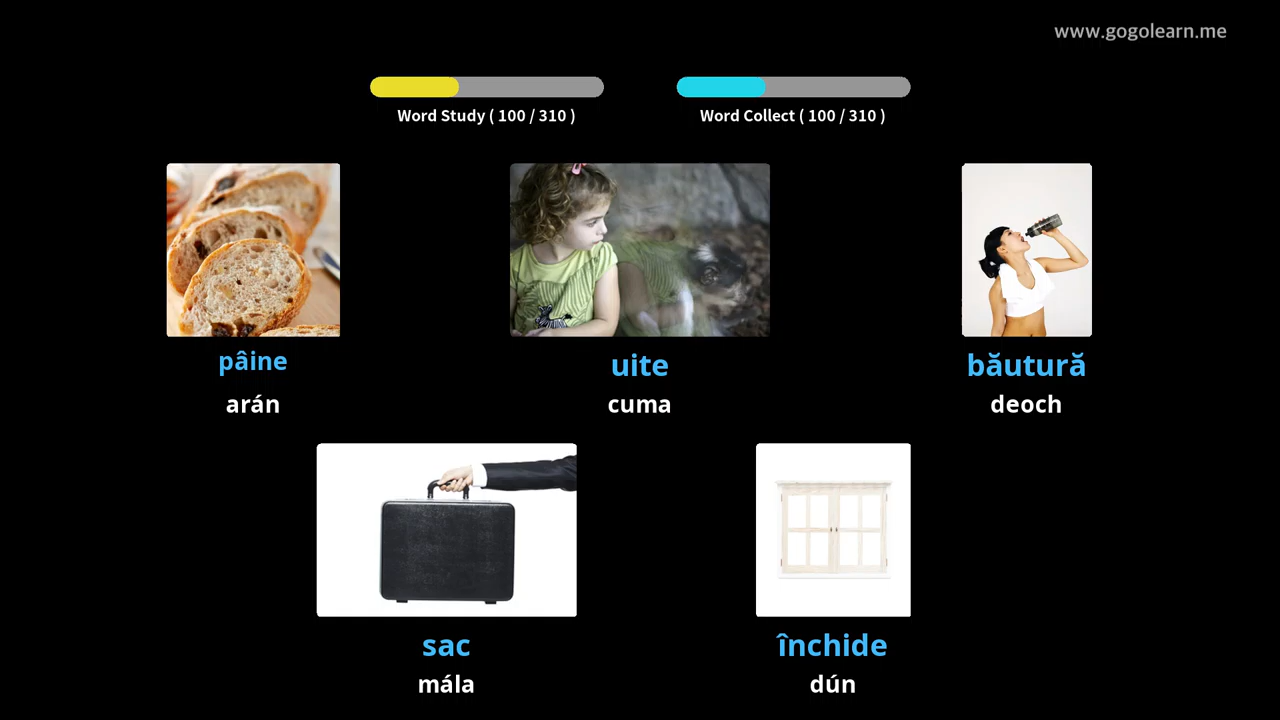 www.gogolearn.me
Word Study ( 100 / 310 )
Word Collect ( 100 / 310 )
pâine
arán
uite
cuma
băutură
deoch
sac
mála
închide
dún